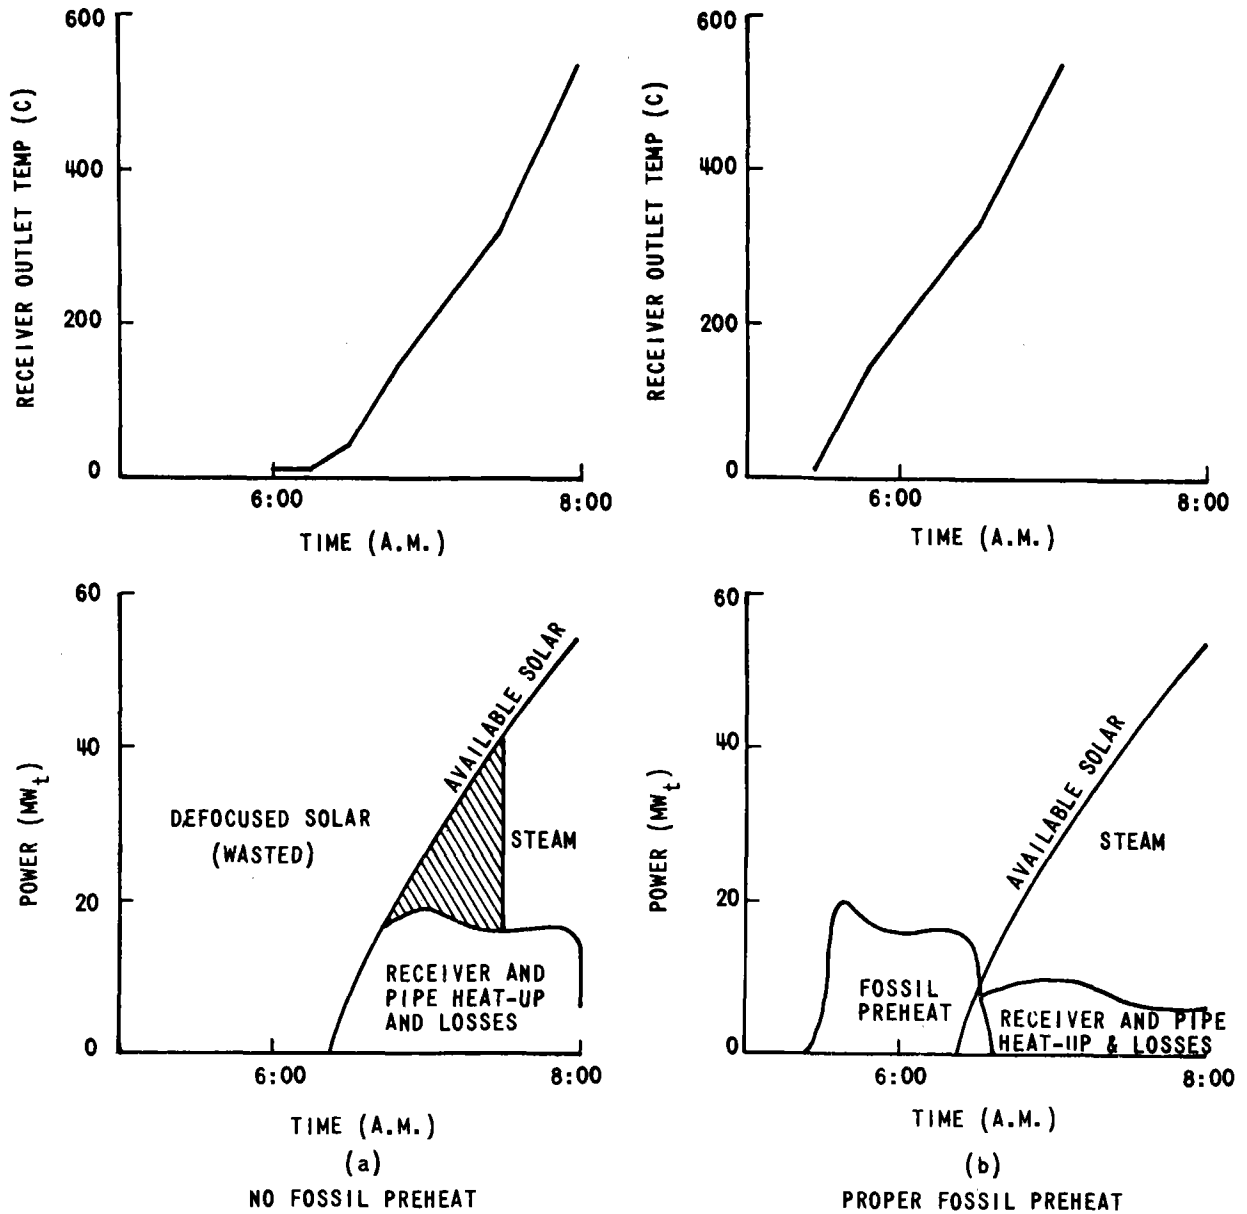 600
400
200
0
RECEIVER OUTLET TEMP (C)
6:00
8:00
TIME (A.M.)
600
400
200
0
RECEIVER OUTLET TEMP (C)
6:00
8:00
TIME (A.M.)
60
40
20
0
POWER (MWt)
DEFOCUSED SOLAR
(WASTED)
AVAILABLE SOLAR
STEAM
RECEIVER AND
PIPE HEAT-UP
AND LOSSES
6:00
8:00
TIME (A.M.)
(a)
NO FOSSIL PREHEAT
60
40
20
0
POWER (MWt)
AVAILABLE SOLAR
STEAM
FOSSIL
PREHEAT
RECEIVER AND PIPE
HEAT-UP & LOSSES
6:00
8:00
TIME (A.M.)
(b)
PROPER FOSSIL PREHEAT